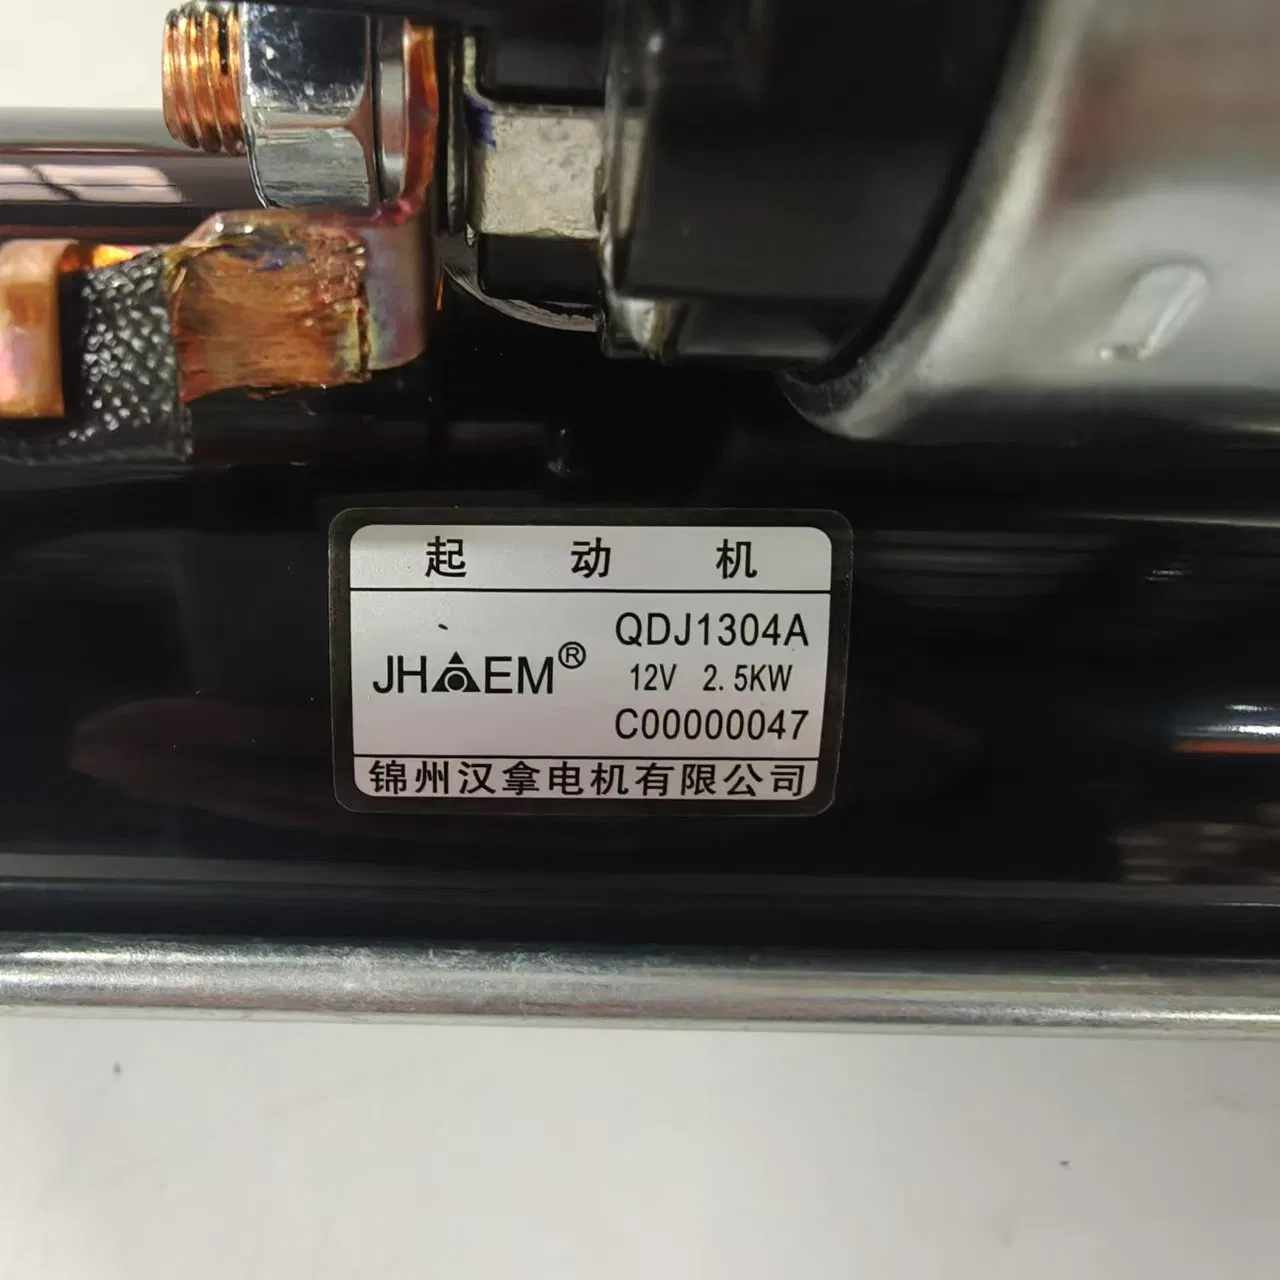 起动机
JHAEM®
QDJ1304A
12V 2.5KW
C00000047
锦州汉拿电机有限公司